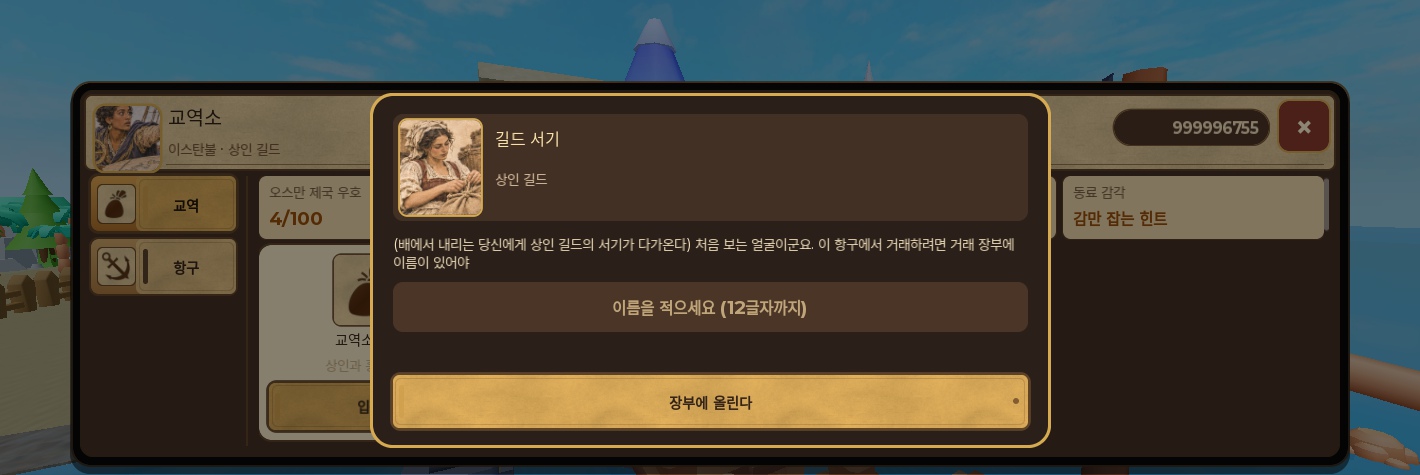 교역소
이스탄불 · 상인 길드
999996755
교역
항구
오스만 제국 우호
4/100
동료 감각
감만 잡는 힌트
교역소
상인과
길드 서기
상인 길드
(배에서 내리는 당신에게 상인 길드의 서기가 다가온다) 처음 보는 얼굴이군요. 이 항구에서 거래하려면 거래 장부에
이름이 있어야
이름을 적으세요 (12글자까지)
장부에 올린다